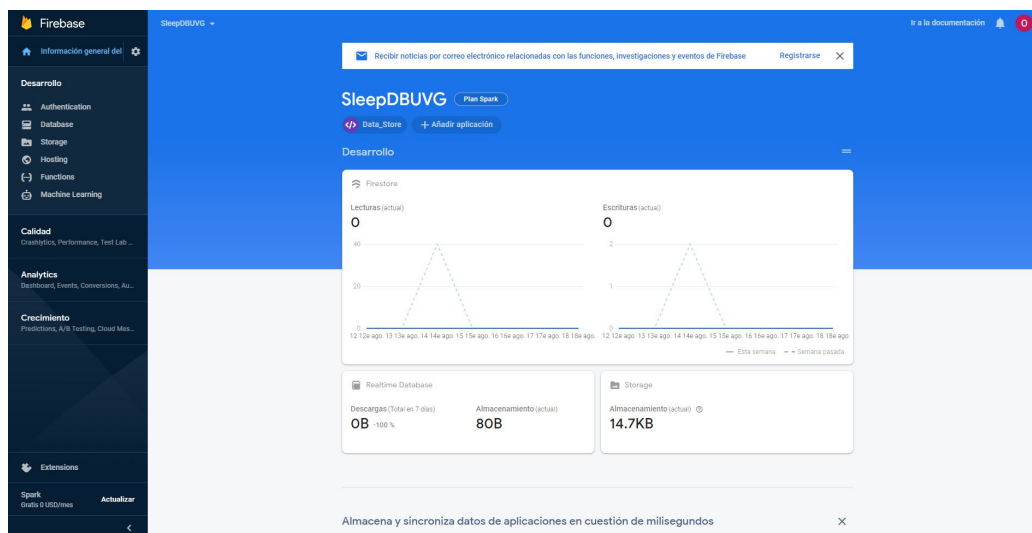 Firebase
SleepDBUVG
Ir a la documentación
O
Información general del
Recibir noticias por correo electrónico relacionadas con las funciones, investigaciones y eventos de Firebase
Registrarse
Desarrollo
Authentication
Database
Storage
Hosting
Functions
Machine Learning
Calidad
Crashlytics, Performance, Test Lab ...
Analytics
Dashboard, Events, Conversions, Au...
Crecimiento
Predictions, A/B Testing, Cloud Mes...
Extensions
Spark
Gratis 0 USD/mes
Actualizar
SleepDBUVG Plan Spark
Data_Store + Añadir aplicación
Desarrollo
Firestore
Lecturas (actual)
0
40
20
0
12 12e ago. 13 13e ago. 14 14e ago. 15 15e ago. 16 16e ago. 17 17e ago. 18 18e ago.
Escrituras (actual)
0
2
1
0
12 12e ago. 13 13e ago. 14 14e ago. 15 15e ago. 16 16e ago. 17 17e ago. 18 18e ago.
Esta semana Semana pasada
Realtime Database
Descargas (Total en 7 días)
0B -100 %
Almacenamiento (actual)
80B
Storage
Almacenamiento (actual)
14.7KB
Almacena y sincroniza datos de aplicaciones en cuestión de milisegundos